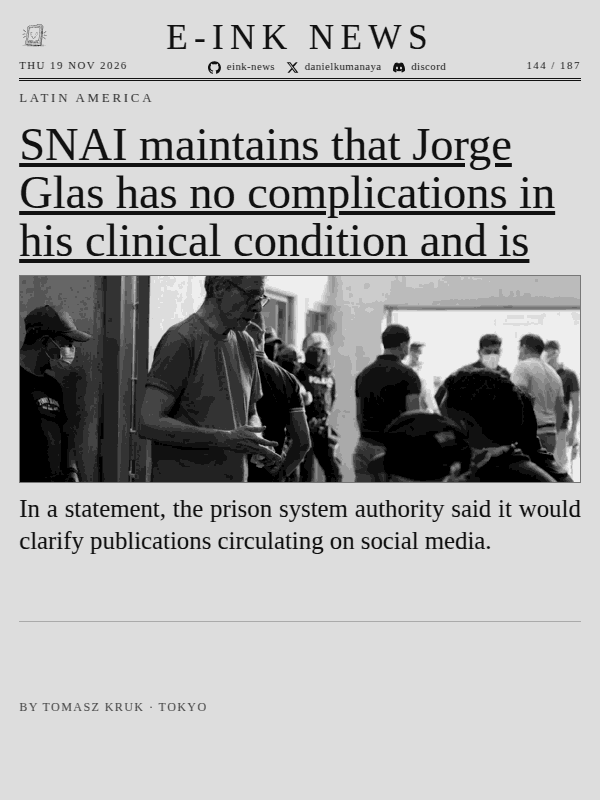 E-INK NEWS
THU 19 NOV 2026
eink-news danielkumanaya discord
144 / 187
LATIN AMERICA
SNAI maintains that Jorge
Glas has no complications in
his clinical condition and is
In a statement, the prison system authority said it would
clarify publications circulating on social media.
BY TOMASZ KRUK · TOKYO